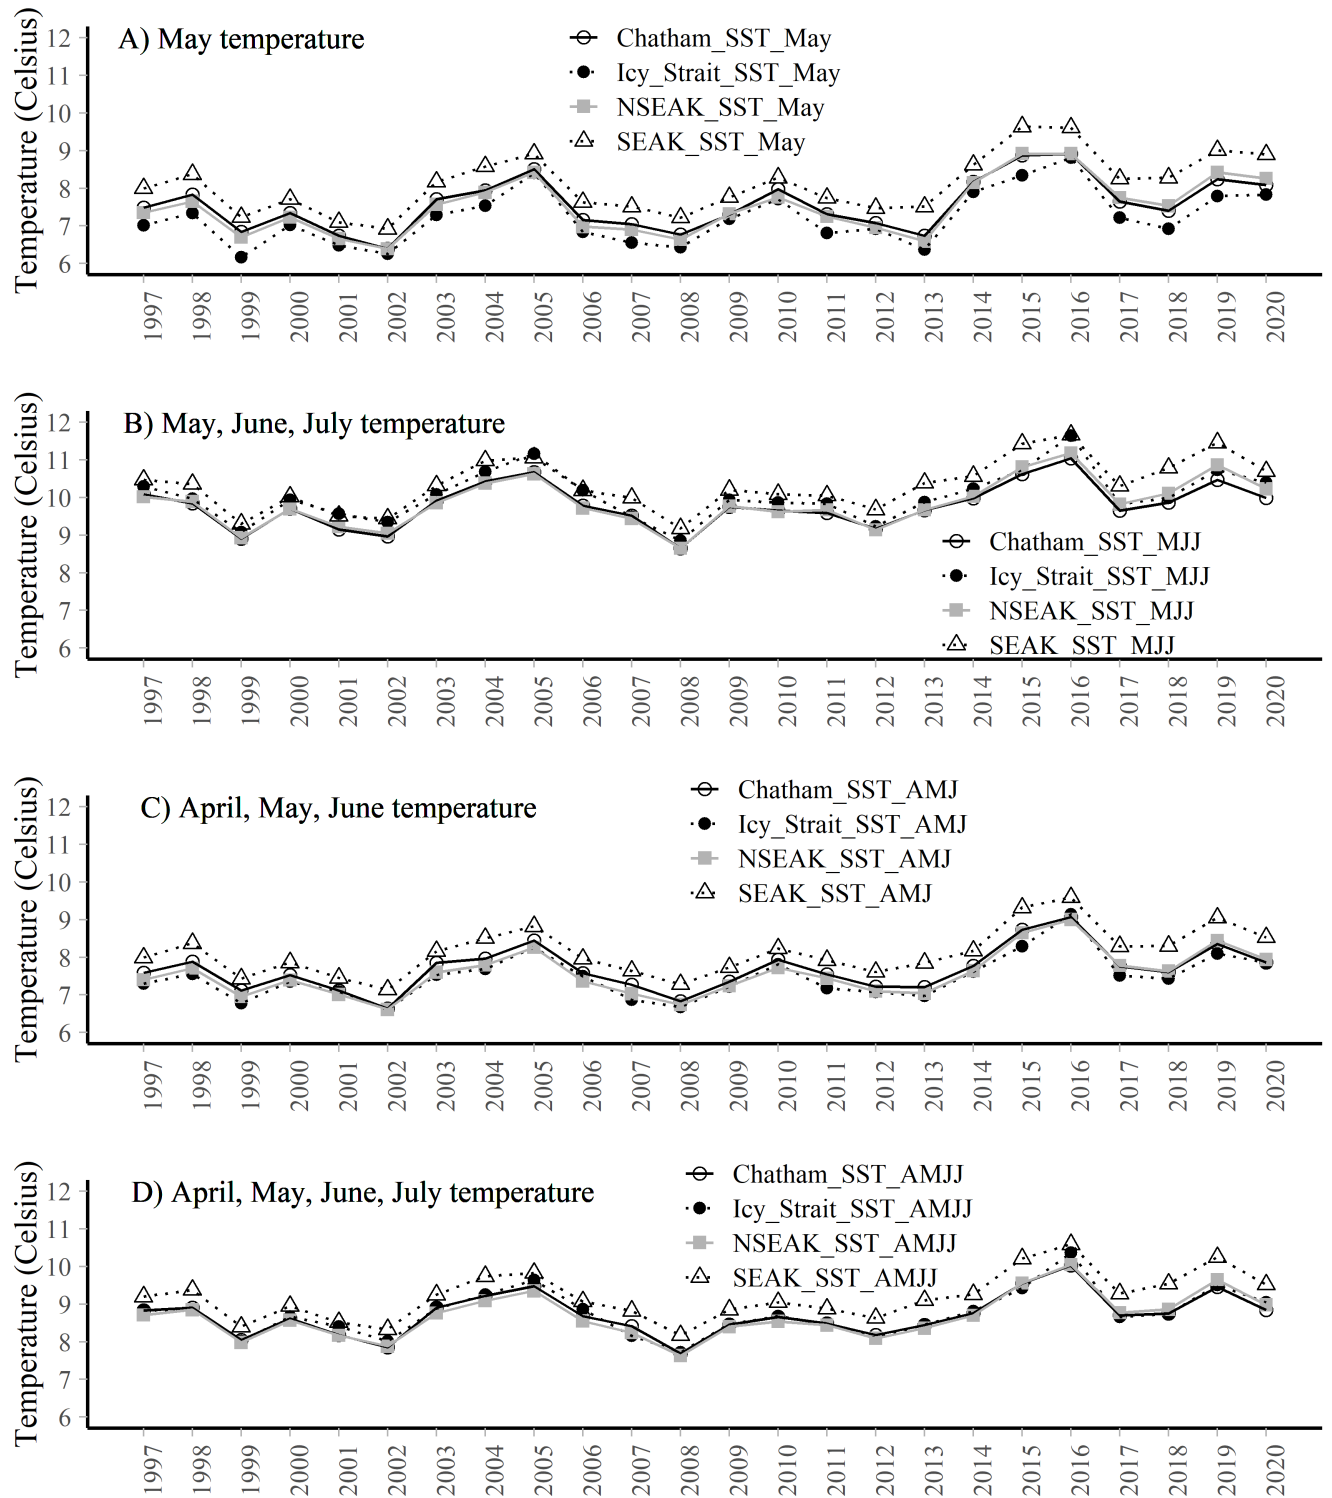 A) May temperature
Chatham_SST_May
Icy_Strait_SST_May
NSEAK_SST_May
SEAK_SST_May
Temperature (Celsius)
12
11
10
9
8
7
6
1997 1998 1999 2000 2001 2002 2003 2004 2005 2006 2007 2008 2009 2010 2011 2012 2013 2014 2015 2016 2017 2018 2019 2020
B) May, June, July temperature
Temperature (Celsius)
12
11
10
9
8
7
6
Chatham_SST_MJJ
Icy_Strait_SST_MJJ
NSEAK_SST_MJJ
SEAK_SST_MJJ
1997 1998 1999 2000 2001 2002 2003 2004 2005 2006 2007 2008 2009 2010 2011 2012 2013 2014 2015 2016 2017 2018 2019 2020
C) April, May, June temperature
Chatham_SST_AMJ
Icy_Strait_SST_AMJ
NSEAK_SST_AMJ
SEAK_SST_AMJ
Temperature (Celsius)
12
11
10
9
8
7
6
1997 1998 1999 2000 2001 2002 2003 2004 2005 2006 2007 2008 2009 2010 2011 2012 2013 2014 2015 2016 2017 2018 2019 2020
D) April, May, June, July temperature
Chatham_SST_AMJJ
Icy_Strait_SST_AMJJ
NSEAK_SST_AMJJ
SEAK_SST_AMJJ
Temperature (Celsius)
12
11
10
9
8
7
6
1997 1998 1999 2000 2001 2002 2003 2004 2005 2006 2007 2008 2009 2010 2011 2012 2013 2014 2015 2016 2017 2018 2019 2020